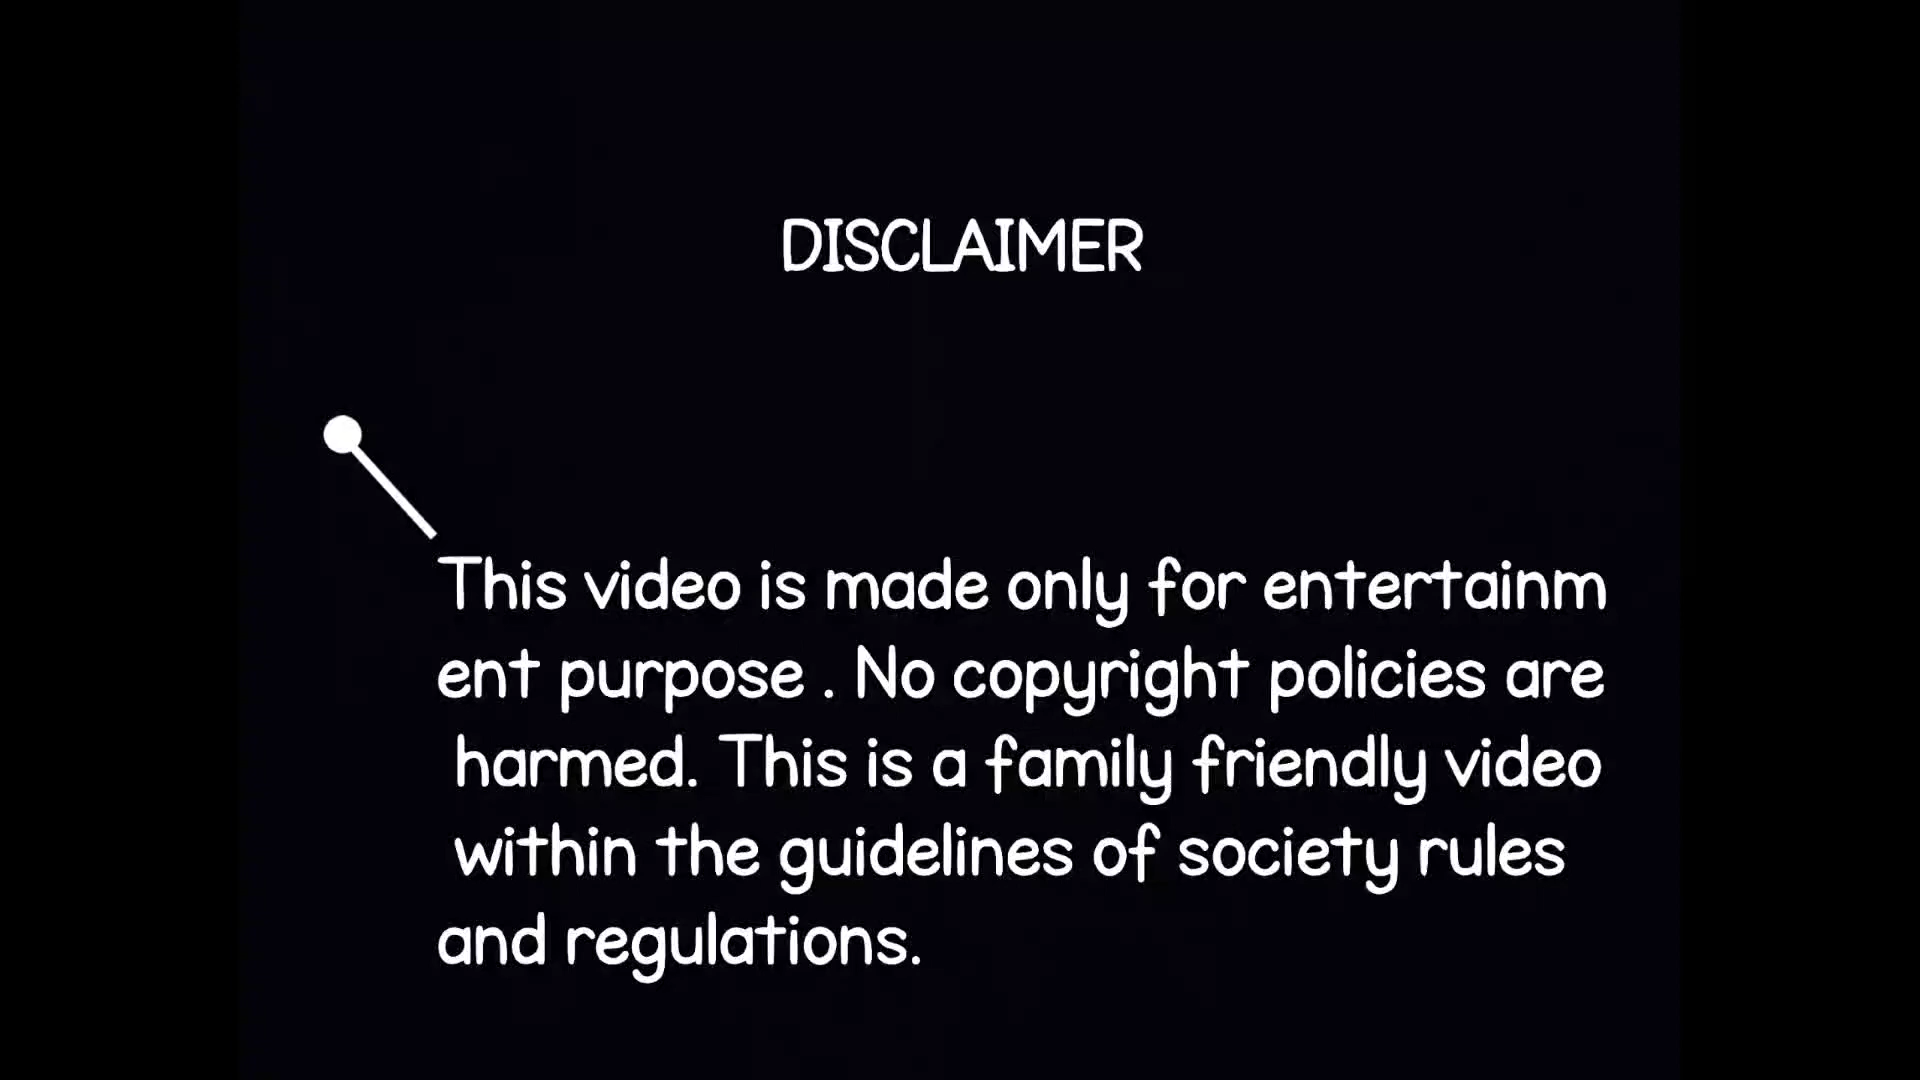 DISCLAIMER
This video is made only for entertainm
ent purpose . No copyright policies are
harmed. This is a family friendly video
within the guidelines of society rules
and regulations.